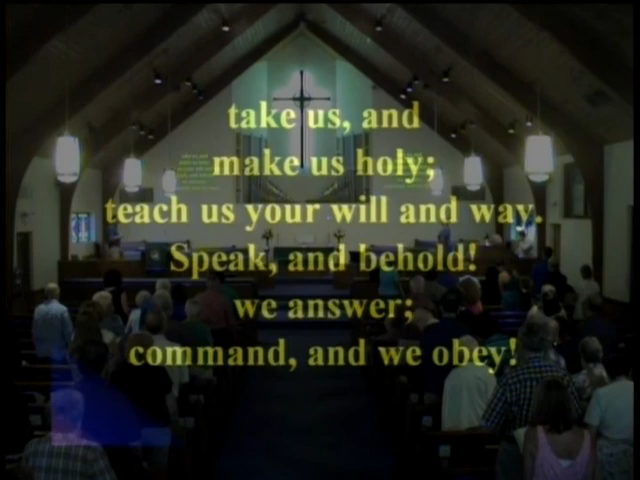 take us, and
make us holy;
teach us your will and way.
Speak, and behold!
we answer;
command, and we obey!